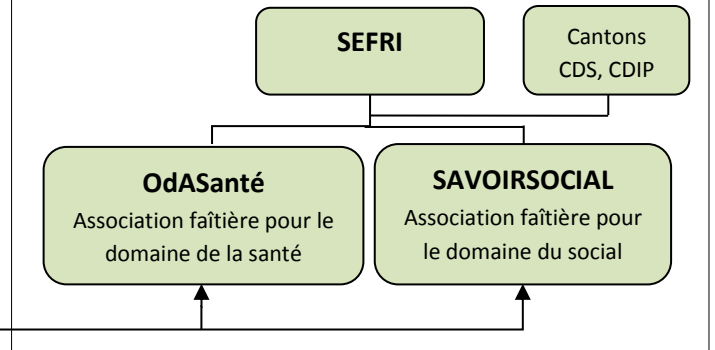 SEFRI
Cantons
CDS, CDIP
OdASanté
Association faîtière pour le
domaine de la santé
SAVOIRSOCIAL
Association faîtière pour
le domaine du social